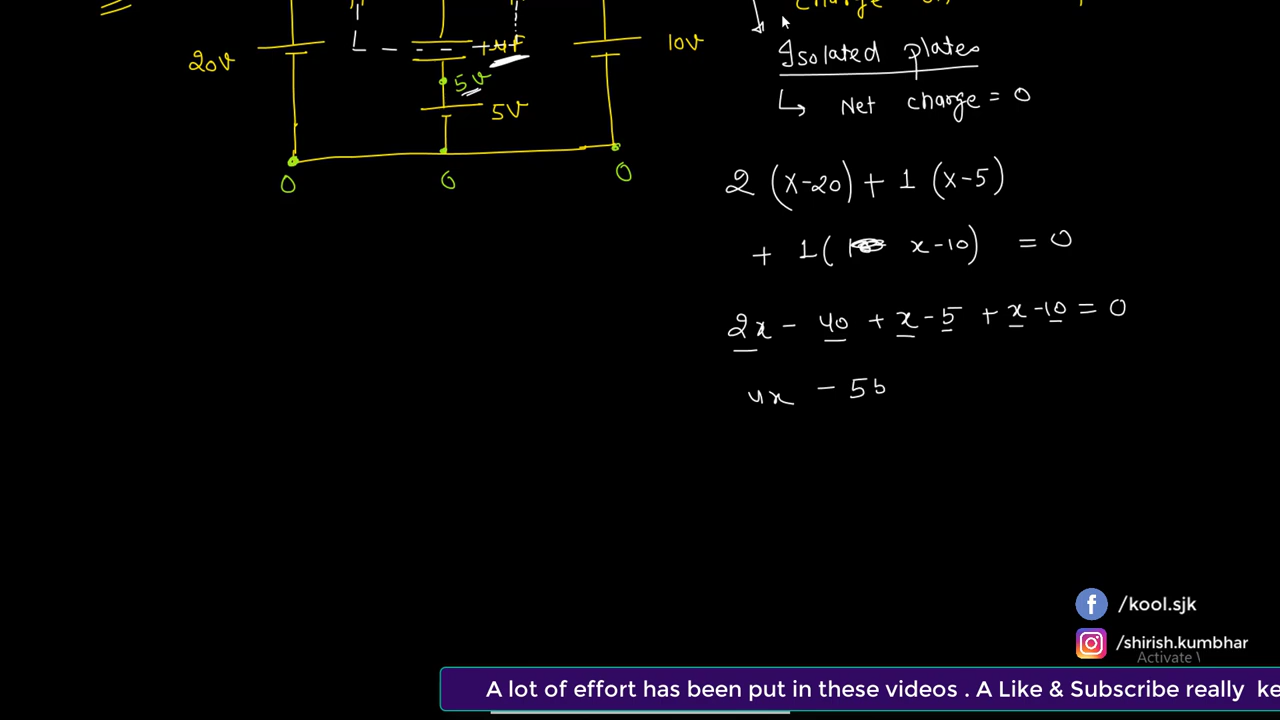 charge
Isolated plates
↳ Net charge = 0
20V
1μF
10V
5V
5V
0
0
0
2 (x-20) + 1 (x-5)
+ 1( x-10) = 0
2x - 40 + x - 5 + x - 10 = 0
4x - 55
/kool.sjk
/shirish.kumbhar
Activate
A lot of effort has been put in these videos . A Like & Subscribe really ke